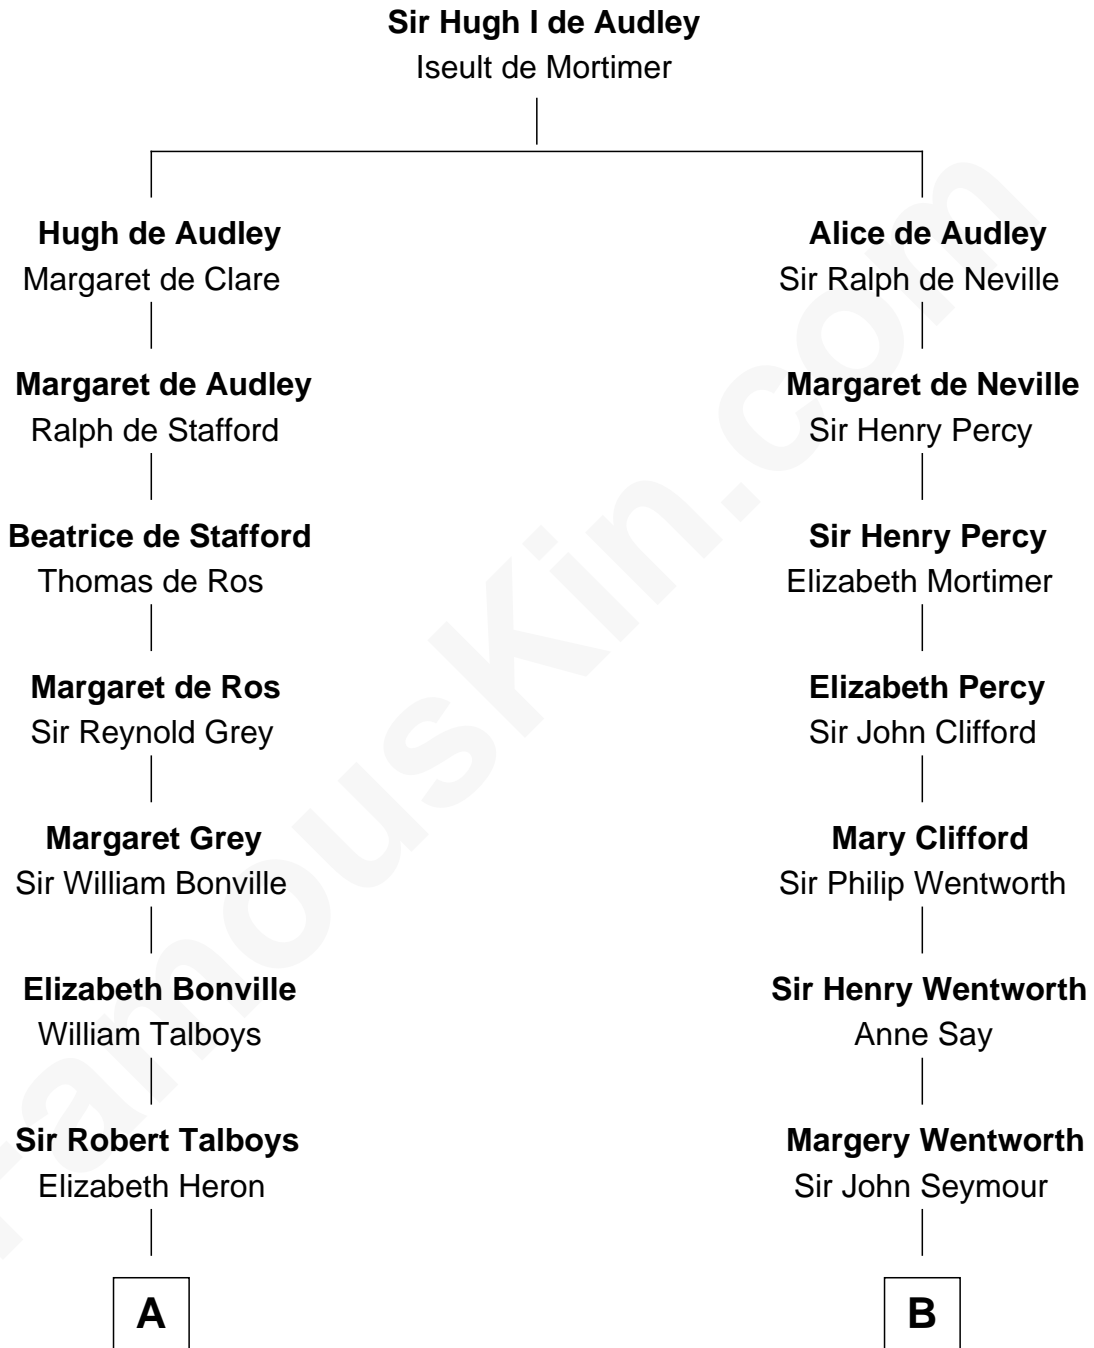 Sir Hugh I de Audley
Iseult de Mortimer
Hugh de Audley
Margaret de Clare
Margaret de Audley
Ralph de Stafford
Beatrice de Stafford
Thomas de Ros
Margaret de Ros
Sir Reynold Grey
Margaret Grey
Sir William Bonville
Elizabeth Bonville
William Talboys
Sir Robert Talboys
Elizabeth Heron
A
Alice de Audley
Sir Ralph de Neville
Margaret de Neville
Sir Henry Percy
Sir Henry Percy
Elizabeth Mortimer
Elizabeth Percy
Sir John Clifford
Mary Clifford
Sir Philip Wentworth
Sir Henry Wentworth
Anne Say
Margery Wentworth
Sir John Seymour
B
FamousKin.com